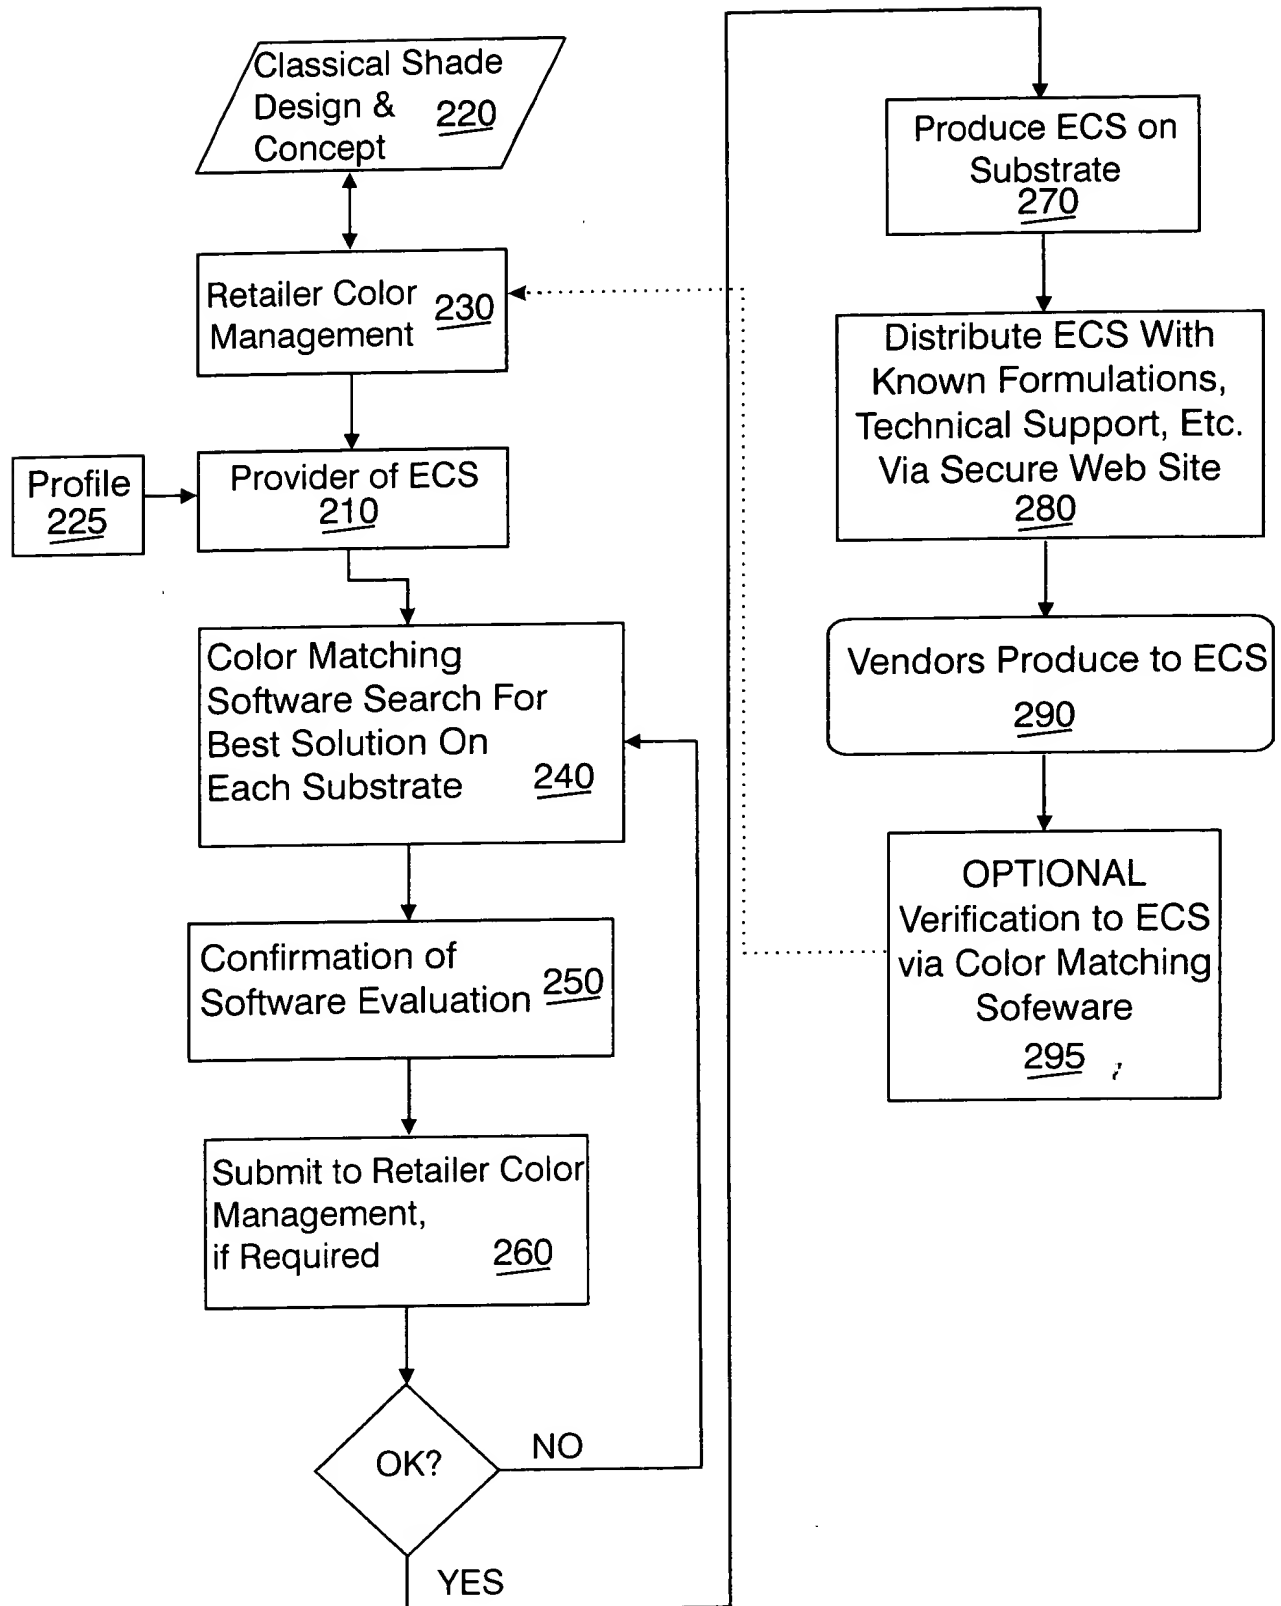 Classical Shade
Design &
220
Concept
Retailer Color
230
Management
Profile
225
Provider of ECS
210
Color Matching
Software Search For
Best Solution On
Each Substrate
240
Confirmation of
Software Evaluation
250
Submit to Retailer Color
Management,
if Required
260
OK?
NO
YES
Produce ECS on
Substrate
270
Distribute ECS With
Known Formulations,
Technical Support, Etc.
Via Secure Web Site
280
Vendors Produce to ECS
290
OPTIONAL
Verification to ECS
via Color Matching
Sofeware
295